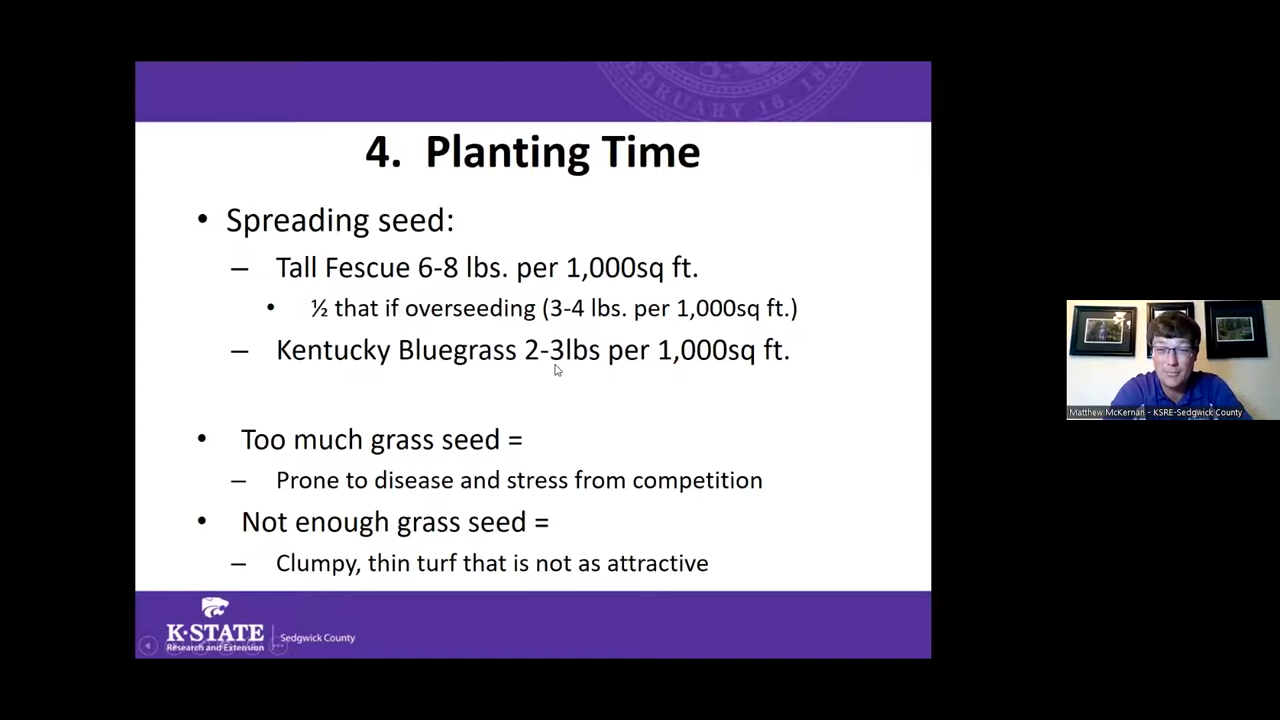 FEBRUARY 16, 186
4. Planting Time
• Spreading seed:
– Tall Fescue 6-8 lbs. per 1,000sq ft.
• ½ that if overseeding (3-4 lbs. per 1,000sq ft.)
– Kentucky Bluegrass 2-3lbs per 1,000sq ft.
• Too much grass seed =
– Prone to disease and stress from competition
• Not enough grass seed =
– Clumpy, thin turf that is not as attractive
K-STATE
Research and Extension
Sedgwick County
Matthew McKernan - KSRE-Sedgwick County